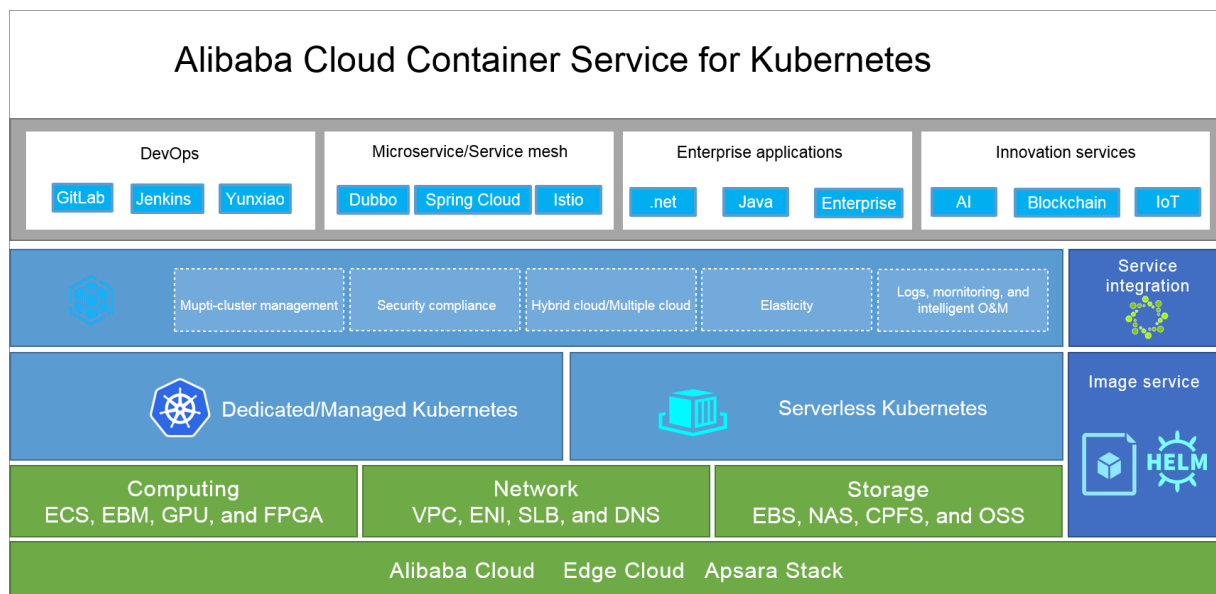 Alibaba Cloud Container Service for Kubernetes
DevOps
GitLab
Jenkins
Yunxiao
Microservice/Service mesh
Dubbo
Spring Cloud
Istio
Enterprise applications
.net
Java
Enterprise
Innovation services
AI
Blockchain
IoT
Mupti-cluster management
Security compliance
Hybrid cloud/Multiple cloud
Elasticity
Logs, mornitoring, and
intelligent O&M
Service
integration
Dedicated/Managed Kubernetes
Serverless Kubernetes
Image service
HELM
Computing
ECS, EBM, GPU, and FPGA
Network
VPC, ENI, SLB, and DNS
Storage
EBS, NAS, CPFS, and OSS
Alibaba Cloud Edge Cloud Apsara Stack